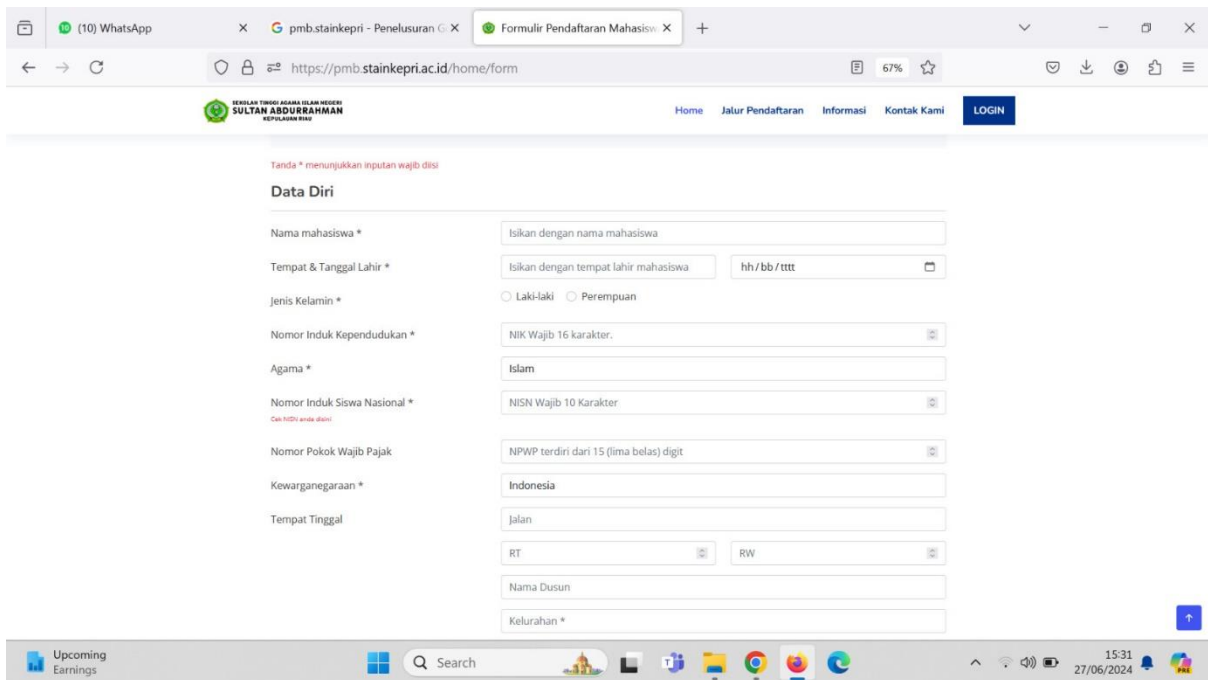 (10) WhatsApp
pmb.stainkepri - Penelusuran G
Formulir Pendaftaran Mahasisw
https://pmb.stainkepri.ac.id/home/form
67%
SEKOLAH TINGGI AGAMA ISLAM NEGERI
SULTAN ABDURRAHMAN
KEPULAUAN RIAU
Home Jalur Pendaftaran Informasi Kontak Kami LOGIN
Tanda * menunjukkan inputan wajib diisi
Data Diri
Nama mahasiswa * Isikan dengan nama mahasiswa
Tempat & Tanggal Lahir * Isikan dengan tempat lahir mahasiswa hh/bb/tttt
Jenis Kelamin * Laki-laki Perempuan
Nomor Induk Kependudukan * NIK Wajib 16 karakter.
Agama * Islam
Nomor Induk Siswa Nasional * NISN Wajib 10 Karakter
Cek NISN anda disini
Nomor Pokok Wajib Pajak NPWP terdiri dari 15 (lima belas) digit
Kewarganegaraan * Indonesia
Tempat Tinggal Jalan
RT RW
Nama Dusun
Kelurahan *
Upcoming
Earnings
Search
15:31
27/06/2024
PRE